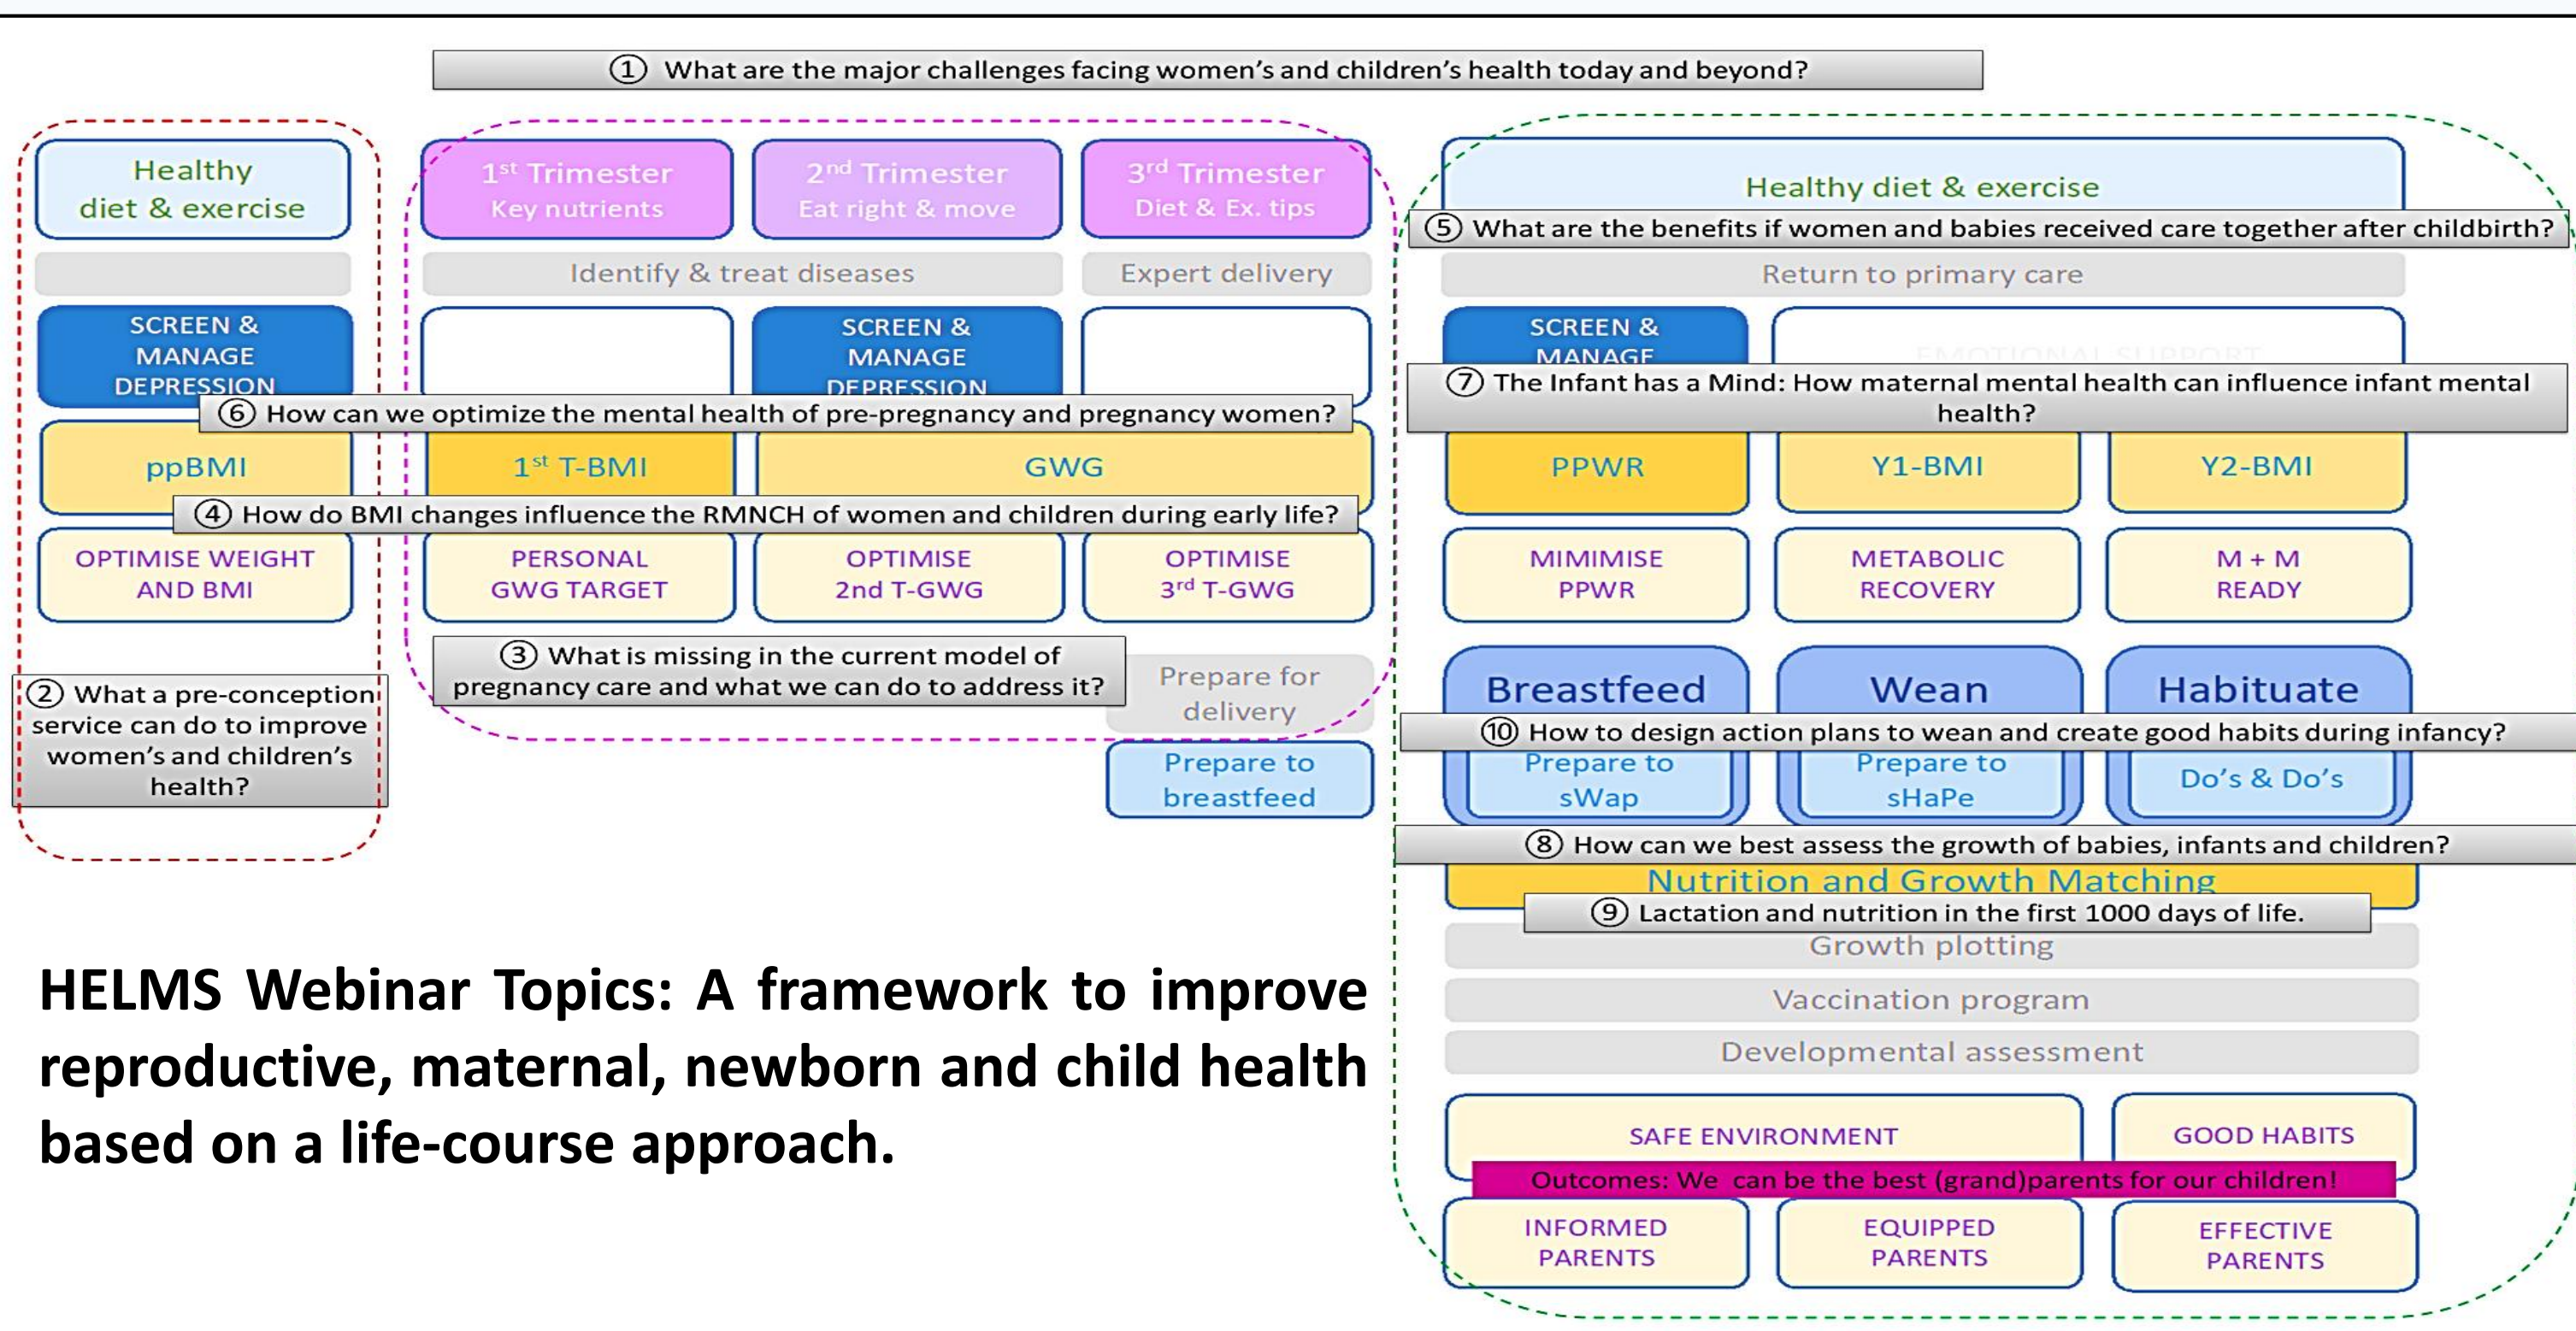 ① What are the major challenges facing women's and children's health today and beyond?
Healthy
diet & exercise
SCREEN &
MANAGE
DEPRESSION
ppBMI
OPTIMISE WEIGHT
AND BMI
② What a pre-conception
service can do to improve
women's and children's
health?
1st Trimester
Key nutrients
2nd Trimester
Eat right & move
3rd Trimester
Diet & Ex. tips
Identify & treat diseases
Expert delivery
SCREEN &
MANAGE
DEPRESSION
⑥ How can we optimize the mental health of pre-pregnancy and pregnancy women?
1st T-BMI
GWG
④ How do BMI changes influence the RMNCH of women and children during early life?
PERSONAL
GWG TARGET
OPTIMISE
2nd T-GWG
OPTIMISE
3rd T-GWG
③ What is missing in the current model of
pregnancy care and what we can do to address it?
Prepare for
delivery
Prepare to
breastfeed
Healthy diet & exercise
⑤ What are the benefits if women and babies received care together after childbirth?
Return to primary care
SCREEN &
MANAGE
EMOTIONAL SUPPORT
⑦ The Infant has a Mind: How maternal mental health can influence infant mental
health?
PPWR
Y1-BMI
Y2-BMI
MIMIMISE
PPWR
METABOLIC
RECOVERY
M + M
READY
Breastfeed
Wean
Habituate
⑩ How to design action plans to wean and create good habits during infancy?
Prepare to
sWap
Prepare to
sHaPe
Do's & Do's
⑧ How can we best assess the growth of babies, infants and children?
Nutrition and Growth Matching
⑨ Lactation and nutrition in the first 1000 days of life.
Growth plotting
Vaccination program
Developmental assessment
SAFE ENVIRONMENT
GOOD HABITS
Outcomes: We can be the best (grand)parents for our children!
INFORMED
PARENTS
EQUIPPED
PARENTS
EFFECTIVE
PARENTS
HELMS Webinar Topics: A framework to improve
reproductive, maternal, newborn and child health
based on a life-course approach.